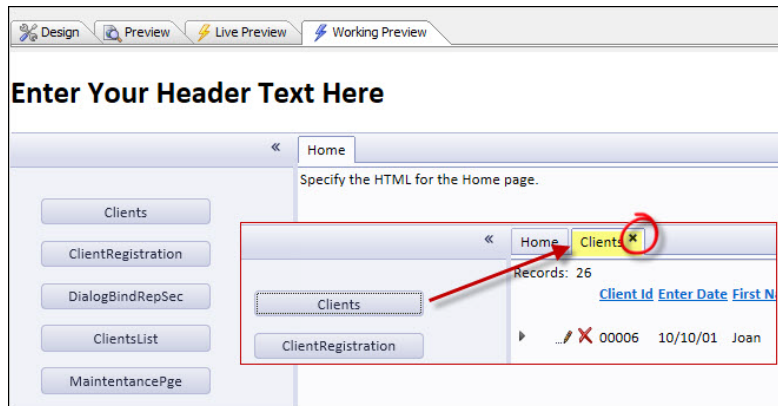 Design Preview Live Preview Working Preview
Enter Your Header Text Here
« Home
Specify the HTML for the Home page.
Clients
ClientRegistration
DialogBindRepSec
ClientsList
MaintentancePge
« Home Clients ×
Records: 26
Client Id Enter Date First N
Clients
00006 10/10/01 Joan
ClientRegistration